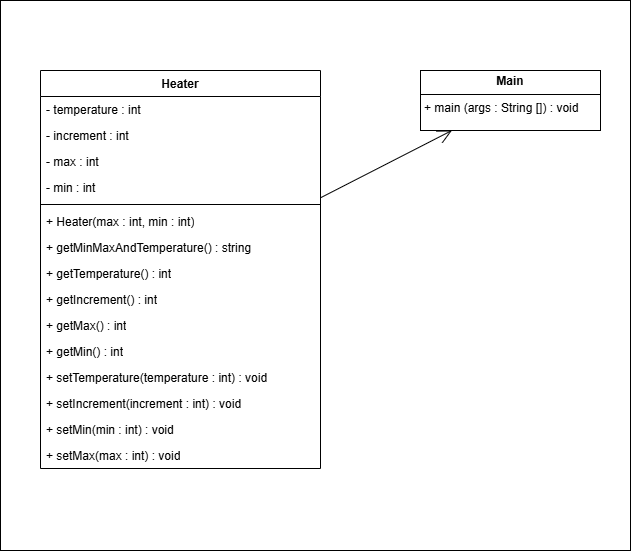 Heater
- temperature : int
- increment : int
- max : int
- min : int
+ Heater(max : int, min : int)
+ getMinMaxAndTemperature() : string
+ getTemperature() : int
+ getIncrement() : int
+ getMax() : int
+ getMin() : int
+ setTemperature(temperature : int) : void
+ setIncrement(increment : int) : void
+ setMin(min : int) : void
+ setMax(max : int) : void
Main
+ main (args : String []) : void